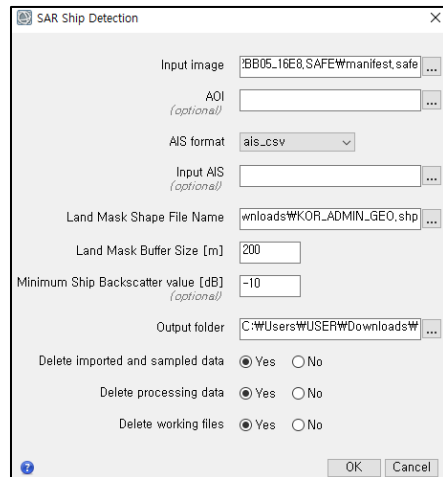 SAR Ship Detection
Input image
!BB05_16E8,SAFE₩manifest,safe
...
AOI
(optional)
...
AIS format
ais_csv
Input AIS
(optional)
...
Land Mask Shape File Name
wnloads₩KOR_ADMIN_GEO,shp
...
Land Mask Buffer Size [m]
200
Minimum Ship Backscatter value [dB]
(optional)
-10
Output folder
C:₩Users₩USER₩Downloads₩
...
Delete imported and sampled data Yes No
Delete processing data Yes No
Delete working files Yes No
? OK Cancel